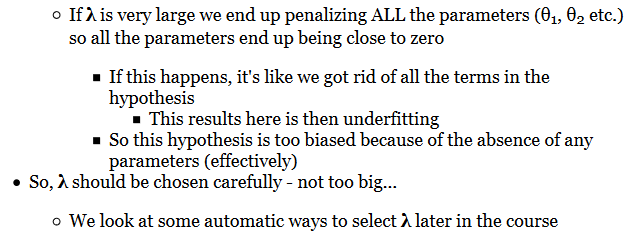 If λ is very large we end up penalizing ALL the parameters (θ₁, θ₂ etc.)
so all the parameters end up being close to zero
If this happens, it's like we got rid of all the terms in the
hypothesis
This results here is then underfitting
So this hypothesis is too biased because of the absence of any
parameters (effectively)
So, λ should be chosen carefully - not too big...
We look at some automatic ways to select λ later in the course